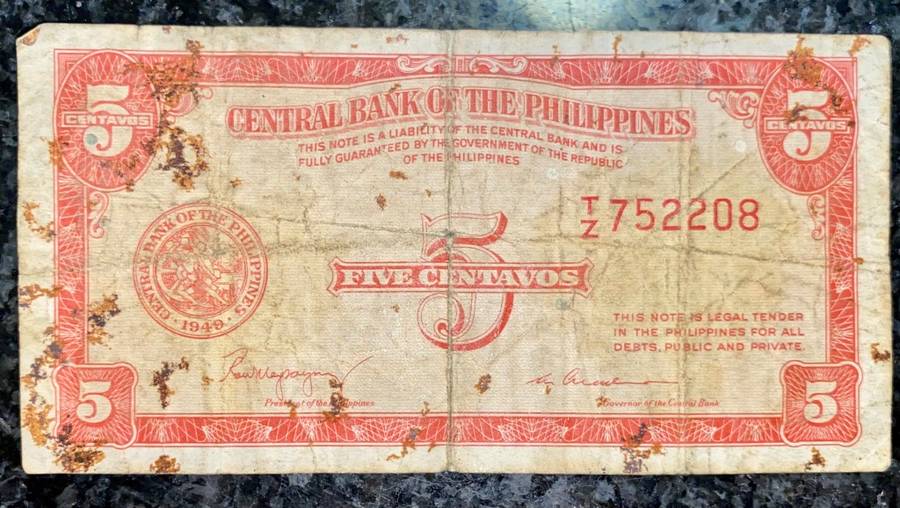 5
CENTAVOS
5
CENTAVOS
CENTRAL BANK OF THE PHILIPPINES
THIS NOTE IS A LIABILITY OF THE CENTRAL BANK AND IS
FULLY GUARANTEED BY THE GOVERNMENT OF THE REPUBLIC
OF THE PHILIPPINES
T/Z 752208
CENTRAL BANK OF THE PHILIPPINES
· 1949 ·
5
FIVE CENTAVOS
THIS NOTE IS LEGAL TENDER
IN THE PHILIPPINES FOR ALL
DEBTS, PUBLIC AND PRIVATE.
President of the Philippines
Governor of the Central Bank
5
5